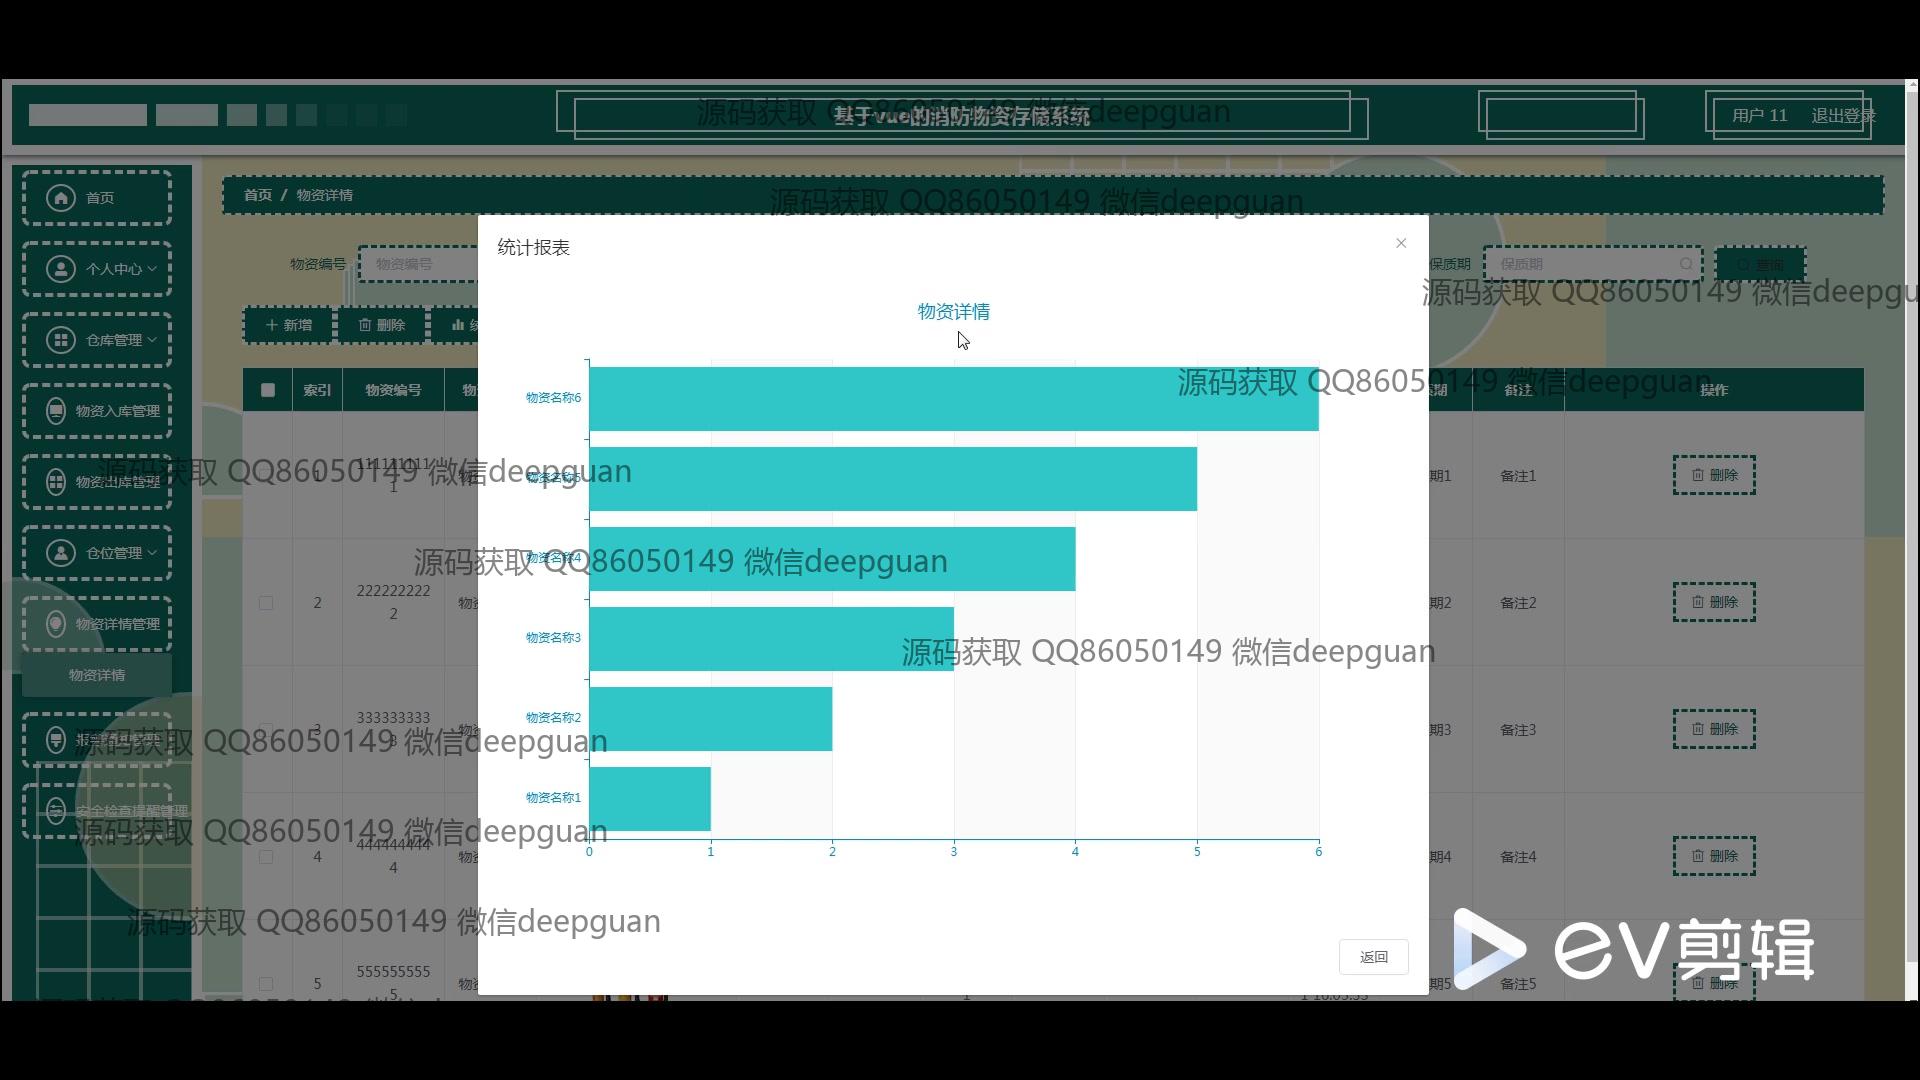 基于vue的消防物资存储系统
源码获取 QQ86050149 微信deepguan
用户 11
退出登录
首页
首页 / 物资详情
源码获取 QQ86050149 微信deepguan
个人中心
仓库管理
物资入库管理
物资出库管理
仓位管理
物资详情管理
物资详情
安全检查提醒管理
物资编号
物资编号
保质期
保质期
查询
源码获取 QQ86050149 微信deepgu
新增
删除
索引
物资编号
备注
操作
统计报表
物资详情
源码获取 QQ86050149 微信deepguan
物资名称6
物资名称5
物资名称4
物资名称3
物资名称2
物资名称1
0 1 2 3 4 5 6
源码获取 QQ86050149 微信deepguan
源码获取 QQ86050149 微信deepguan
源码获取 QQ86050149 微信deepguan
源码获取 QQ86050149 微信deepguan
源码获取 QQ86050149 微信deepguan
源码获取 QQ86050149 微信deepguan
返回
1
111111111
1
期1
备注1
删除
2
222222222
2
期2
备注2
删除
3
333333333
3
期3
备注3
删除
4
444444444
4
期4
备注4
删除
5
555555555
5
期5
备注5
删除
ev剪辑